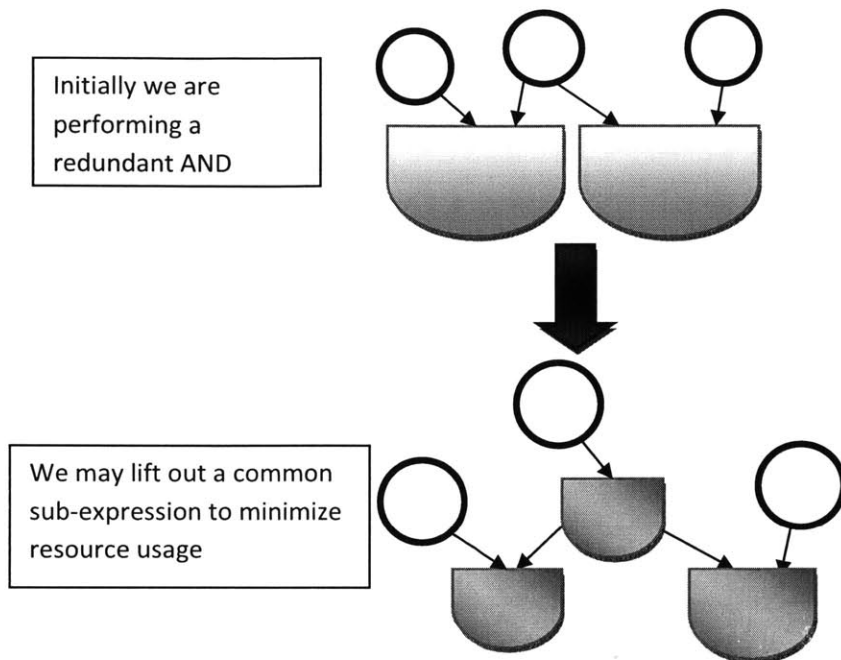 Initially we are
performing a
redundant AND
We may lift out a common
sub-expression to minimize
resource usage